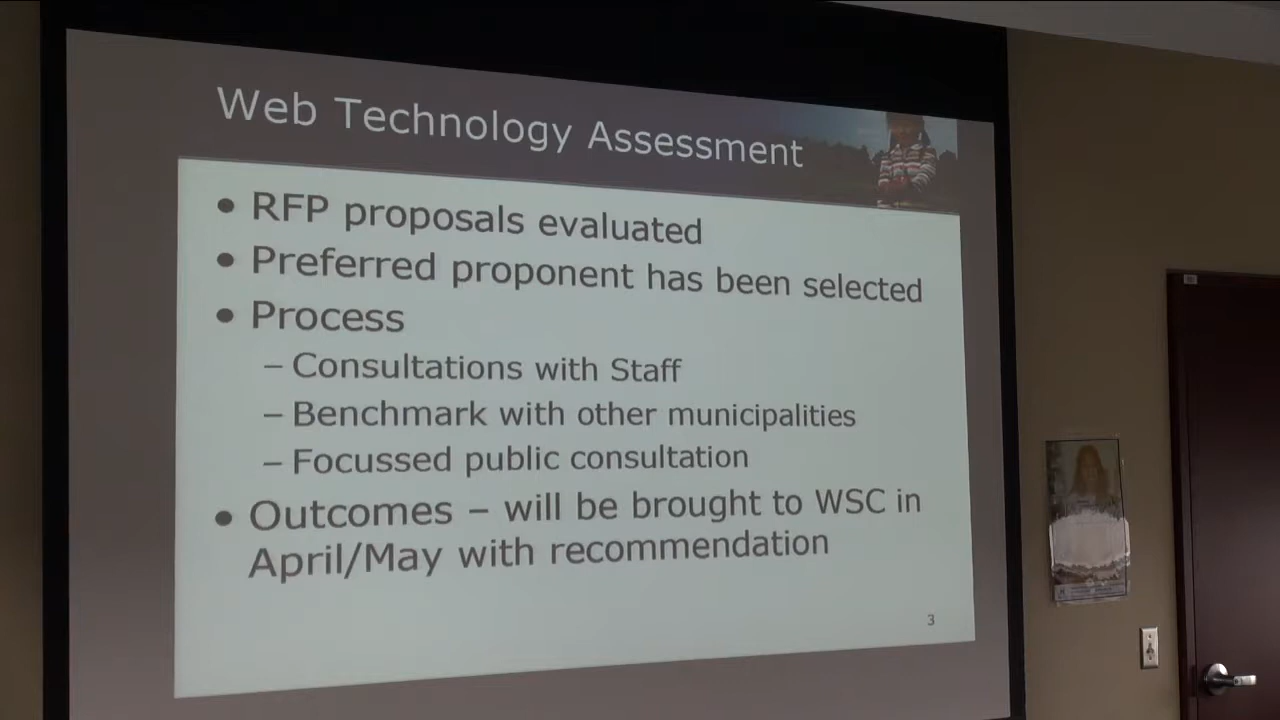 Web Technology Assessment
• RFP proposals evaluated
• Preferred proponent has been selected
• Process
– Consultations with Staff
– Benchmark with other municipalities
– Focussed public consultation
• Outcomes – will be brought to WSC in
April/May with recommendation
3